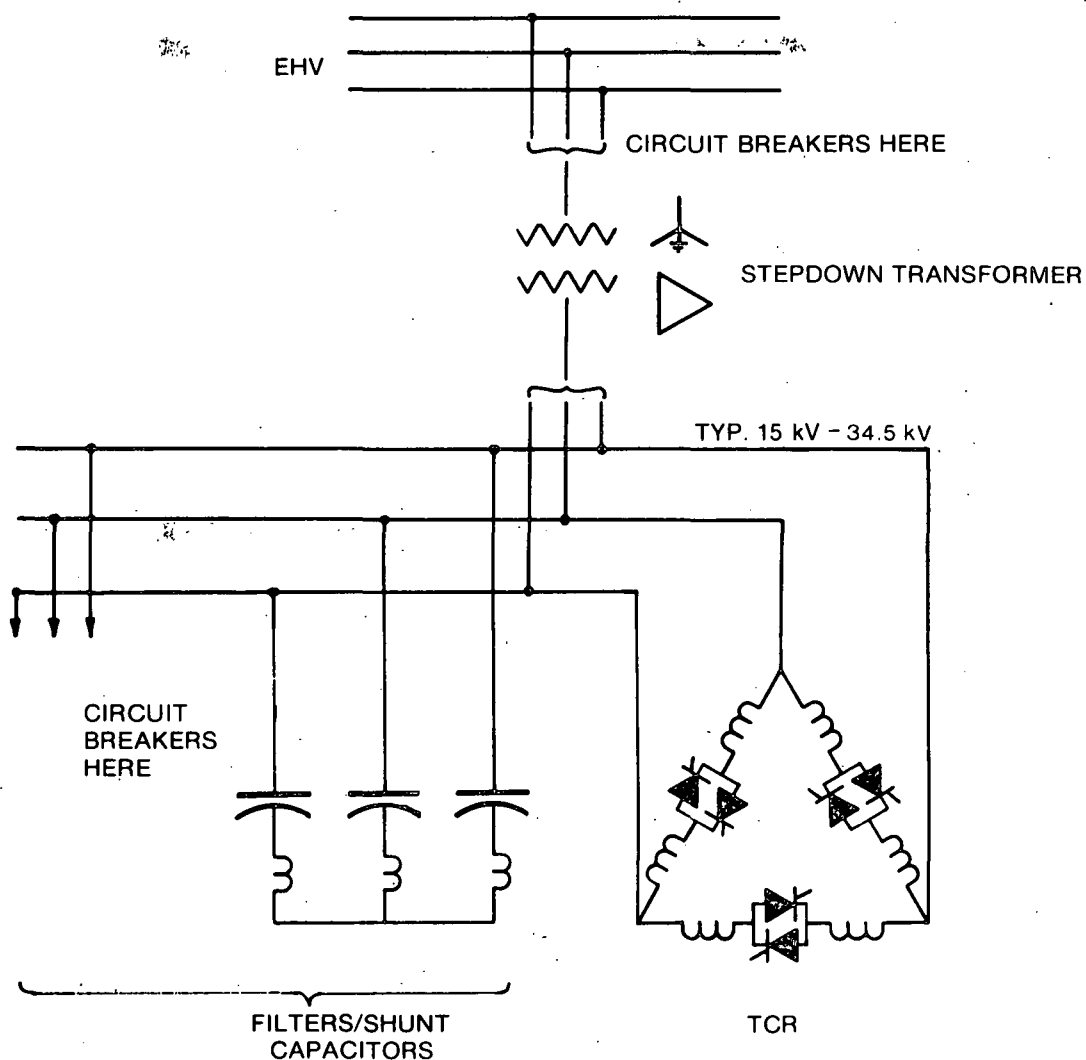 EHV
CIRCUIT BREAKERS HERE
STEPDOWN TRANSFORMER
TYP. 15 kV – 34.5 kV
CIRCUIT
BREAKERS
HERE
FILTERS/SHUNT
CAPACITORS
TCR